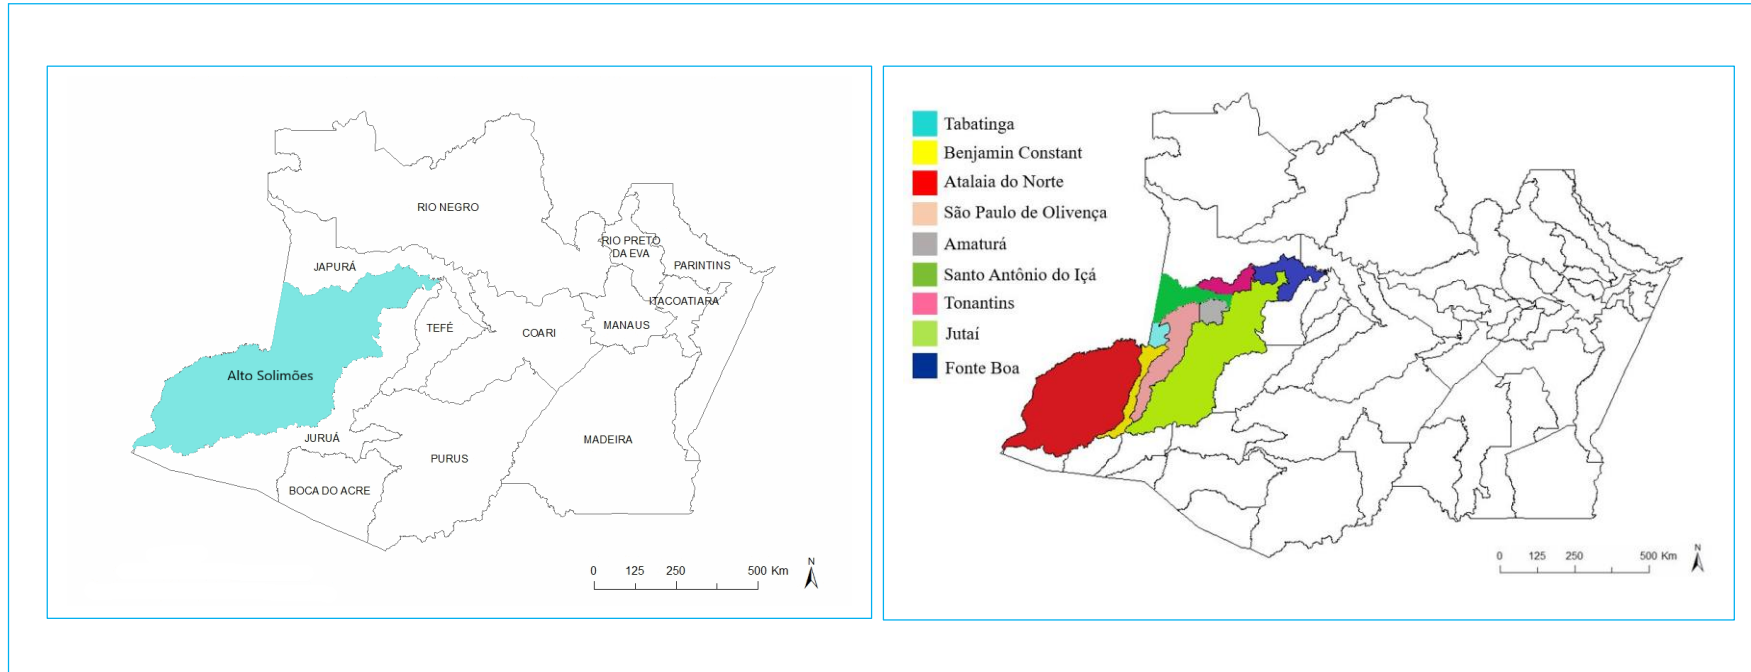 RIO NEGRO
RIO PRETO
DA EVA
PARINTINS
JAPURÁ
ITACOATIARA
TEFÉ
COARI
MANAUS
Alto Solimões
JURUÁ
MADEIRA
PURUS
BOCA DO ACRE
0 125 250 500 Km
N
Tabatinga
Benjamin Constant
Atalaia do Norte
São Paulo de Olivença
Amaturá
Santo Antônio do Içá
Tonantins
Jutaí
Fonte Boa
0 125 250 500 Km
N